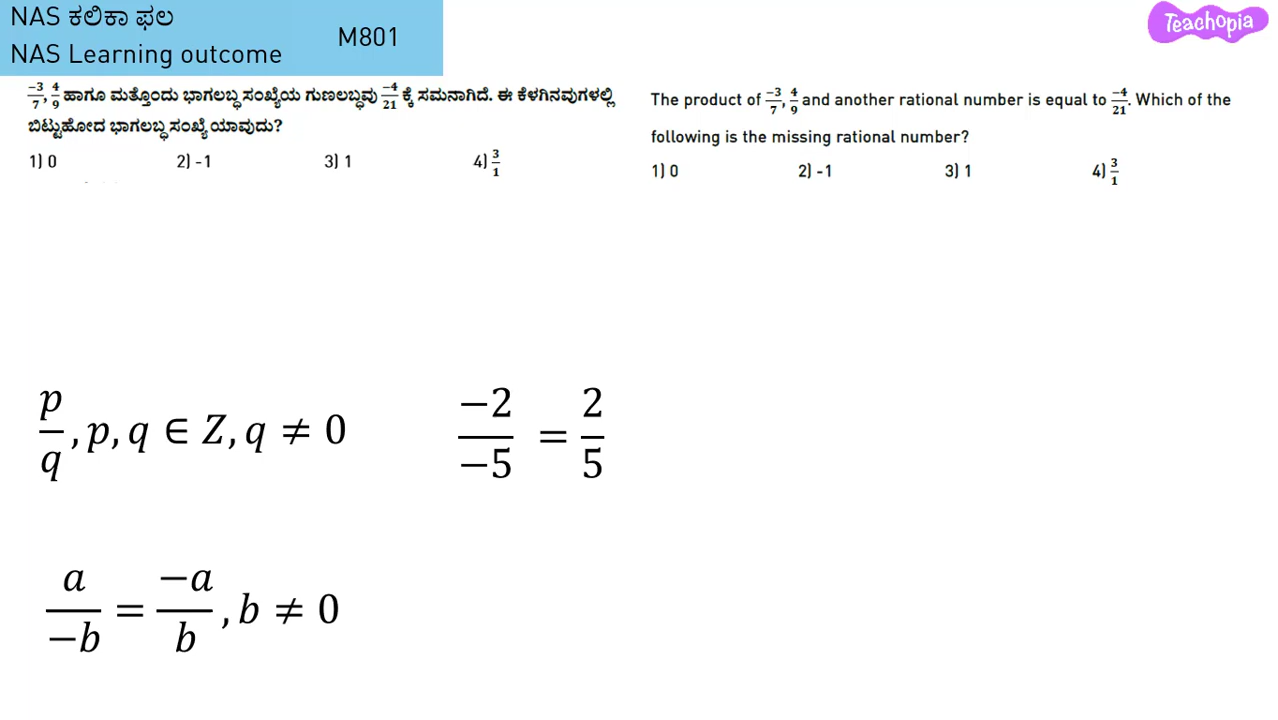 NAS ಕಲಿಕಾ ಫಲ
NAS Learning outcome
M801
Teachopia
-3/7, 4/9 ಹಾಗೂ ಮತ್ತೊಂದು ಭಾಗಲಬ್ಧ ಸಂಖ್ಯೆಯ ಗುಣಲಬ್ಧವು -4/21 ಕ್ಕೆ ಸಮನಾಗಿದೆ. ಈ ಕೆಳಗಿನವುಗಳಲ್ಲಿ
ಬಿಟ್ಟುಹೋದ ಭಾಗಲಬ್ಧ ಸಂಖ್ಯೆ ಯಾವುದು?
1) 0 2) -1 3) 1 4) 3/1
The product of -3/7, 4/9 and another rational number is equal to -4/21. Which of the
following is the missing rational number?
1) 0 2) -1 3) 1 4) 3/1
p/q, p, q ∈ Z, q ≠ 0
-2/-5 = 2/5
a/-b = -a/b, b ≠ 0